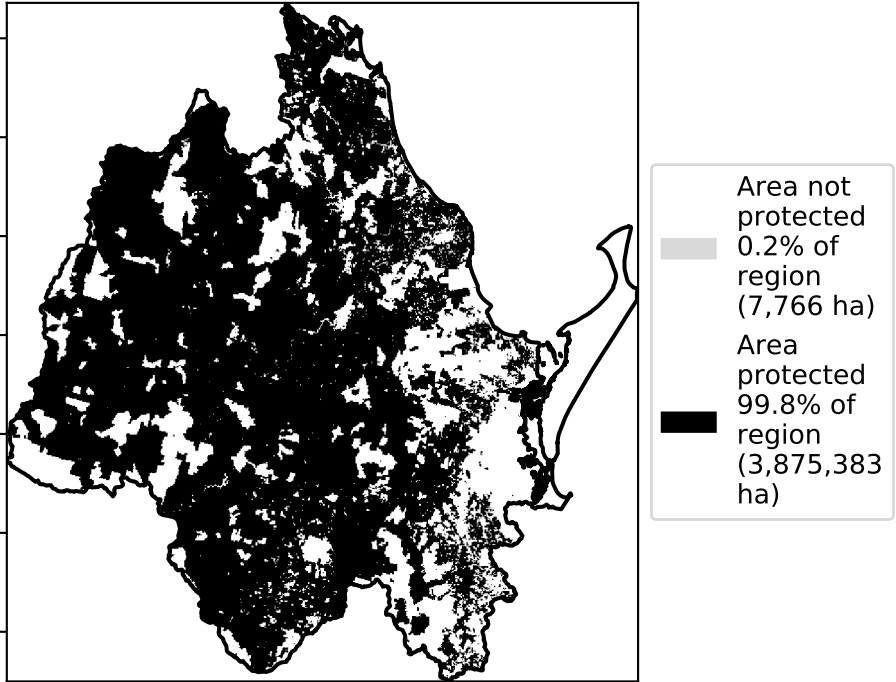 Area not
protected
0.2% of
region
(7,766 ha)
Area
protected
99.8% of
region
(3,875,383
ha)